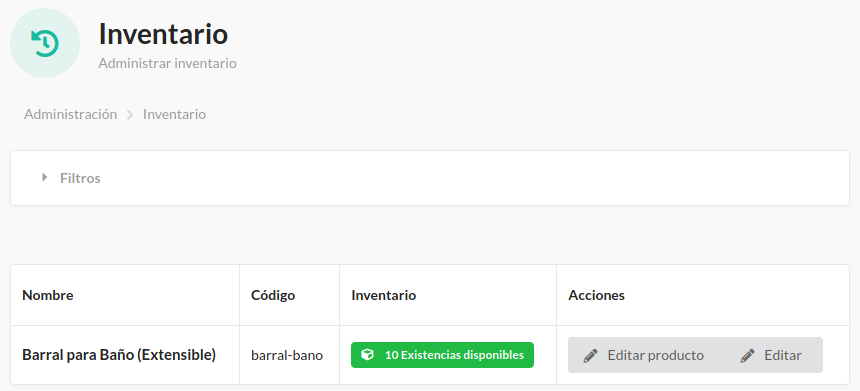 Inventario
Administrar inventario
Administración Inventario
Filtros
Nombre Código Inventario Acciones
Barral para Baño (Extensible) barral-bano 10 Existencias disponibles Editar producto Editar